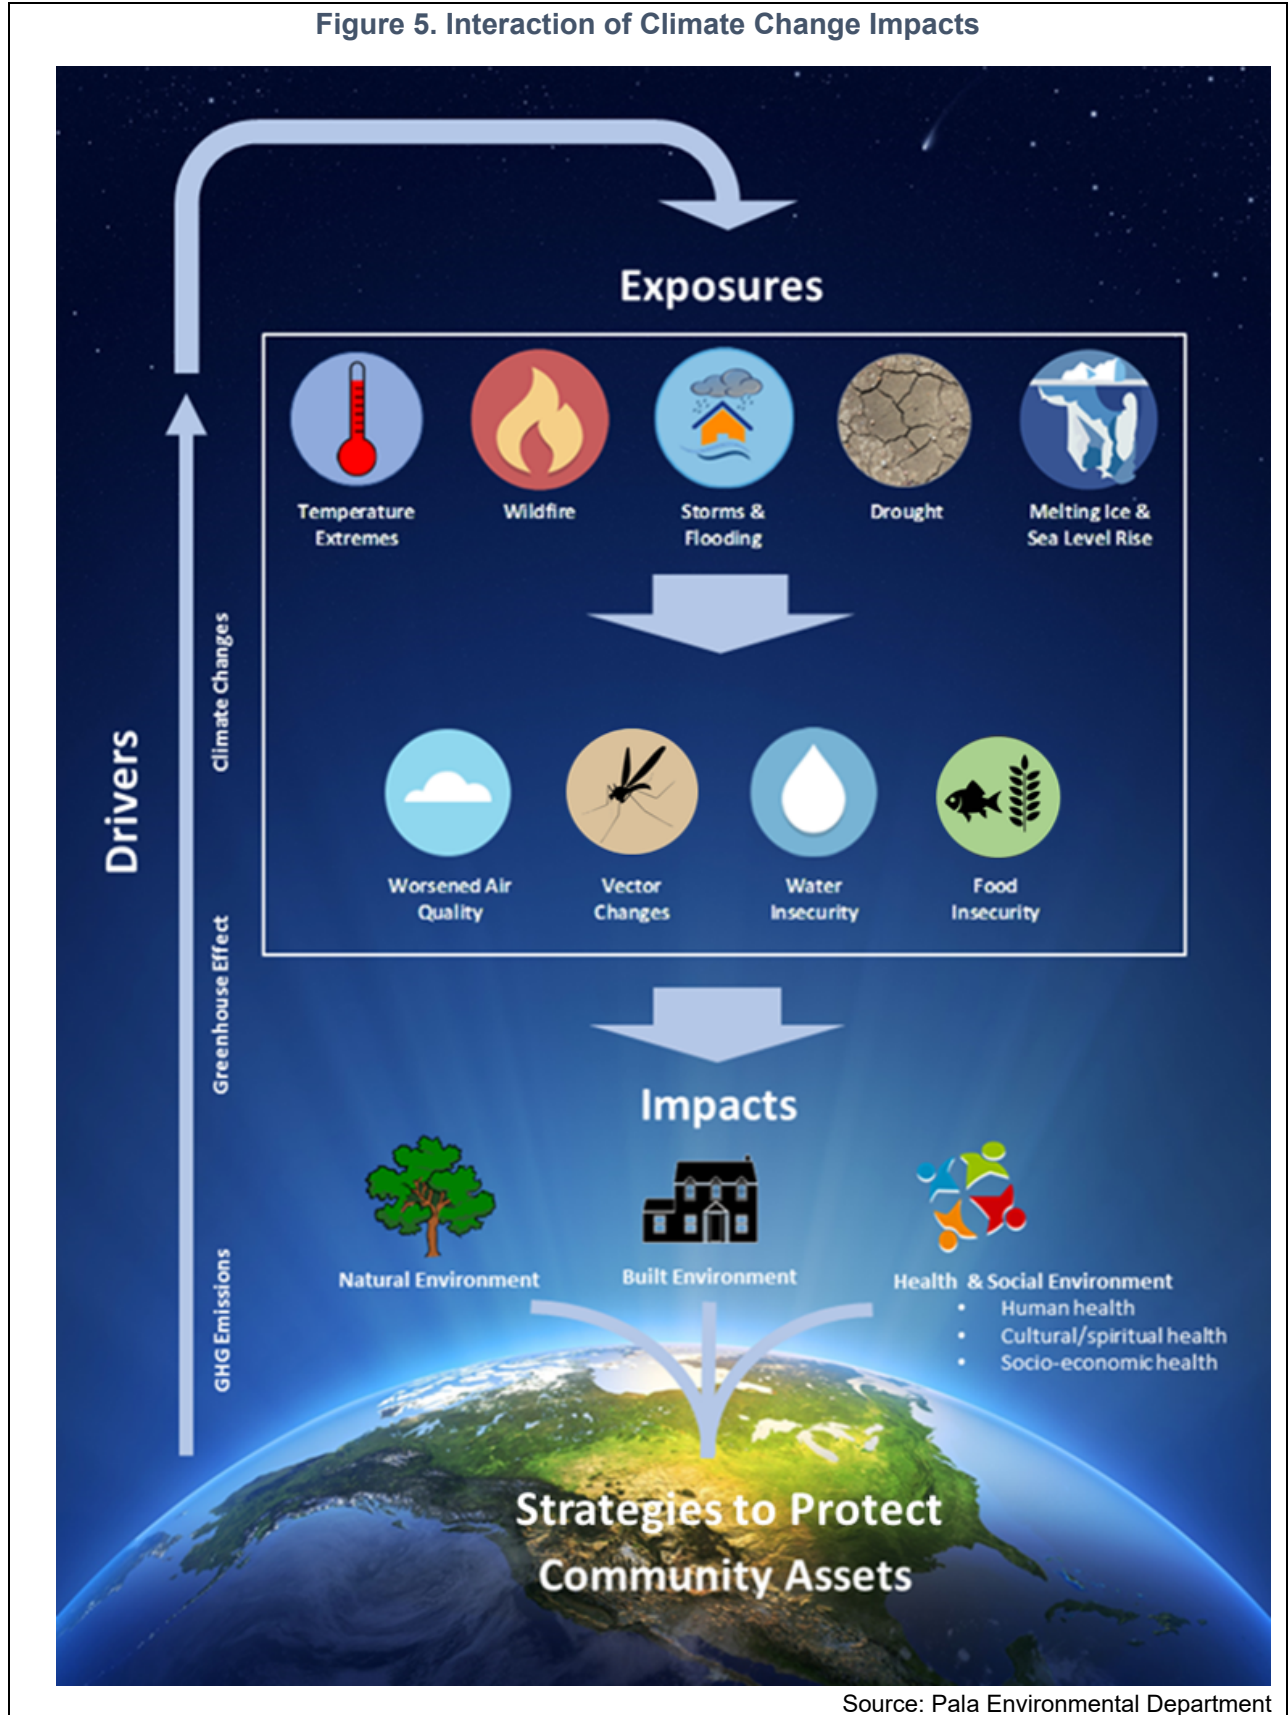 Figure 5. Interaction of Climate Change Impacts
Exposures
Temperature
Extremes
Wildfire
Storms &
Flooding
Drought
Melting Ice &
Sea Level Rise
Drivers
Climate Changes
Greenhouse Effect
GHG Emissions
Worsened Air
Quality
Vector
Changes
Water
Insecurity
Food
Insecurity
Impacts
Natural Environment
Built Environment
Health & Social Environment
• Human health
• Cultural/spiritual health
• Socio-economic health
Strategies to Protect
Community Assets
Source: Pala Environmental Department